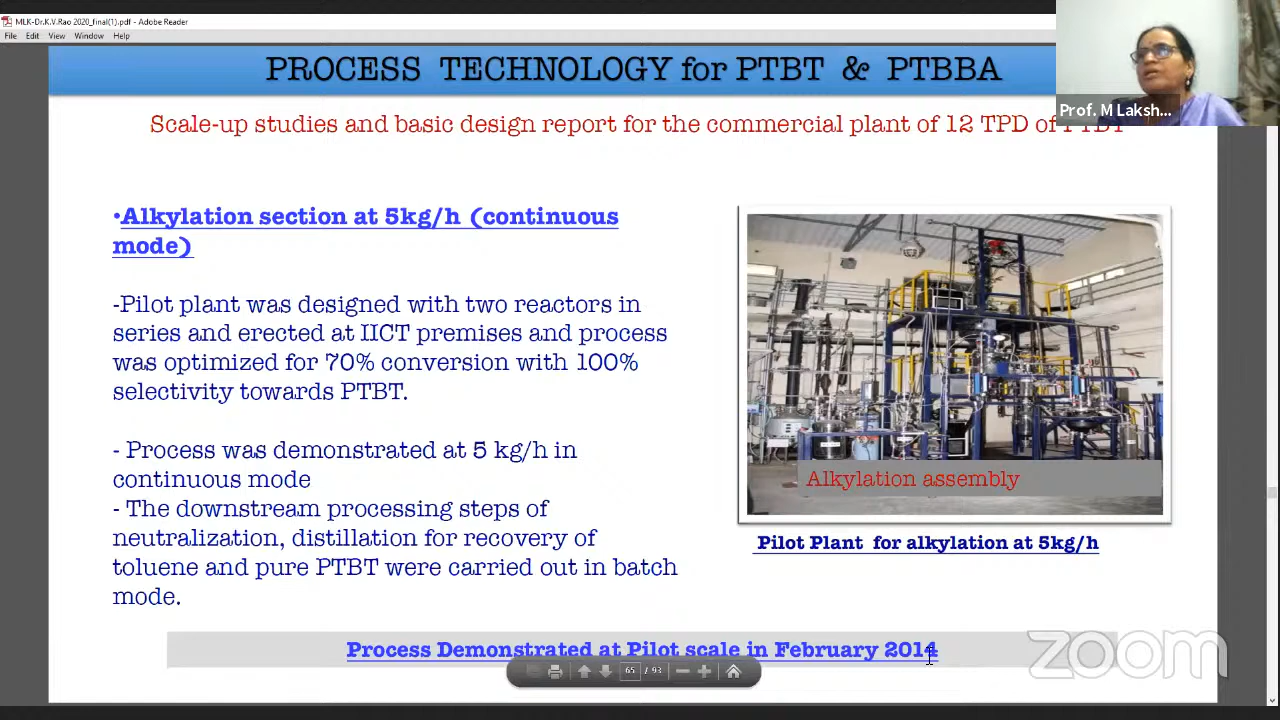 MLK-Dr.K.V.Rao 2020_final(1).pdf - Adobe Reader
File Edit View Window Help
PROCESS TECHNOLOGY for PTBT & PTBBA
Prof. M Laksh...
Scale-up studies and basic design report for the commercial plant of 12 TPD of PTBT
•Alkylation section at 5kg/h (continuous
mode)
-Pilot plant was designed with two reactors in
series and erected at IICT premises and process
was optimized for 70% conversion with 100%
selectivity towards PTBT.
- Process was demonstrated at 5 kg/h in
continuous mode
- The downstream processing steps of
neutralization, distillation for recovery of
toluene and pure PTBT were carried out in batch
mode.
Alkylation assembly
Pilot Plant for alkylation at 5kg/h
Process Demonstrated at Pilot scale in February 2014
65 / 93
zoom